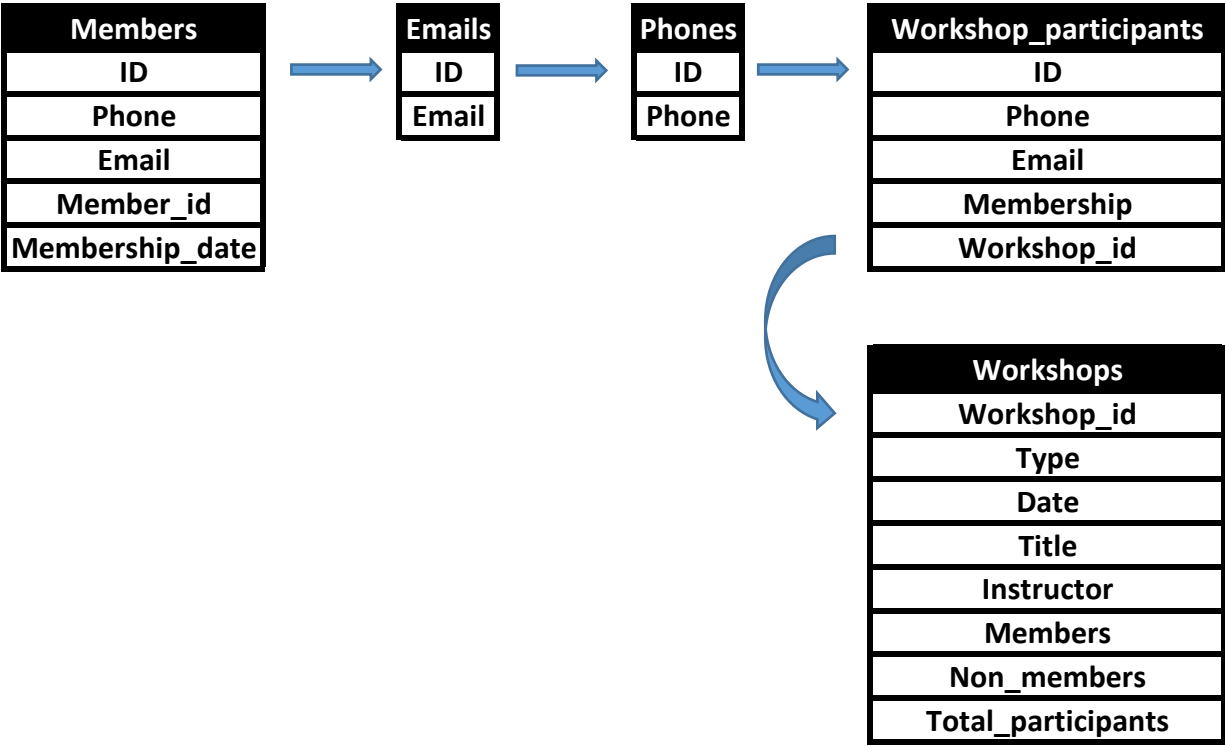 Members
ID
Phone
Email
Member_id
Membership_date
Emails
ID
Email
Phones
ID
Phone
Workshop_participants
ID
Phone
Email
Membership
Workshop_id
Workshops
Workshop_id
Type
Date
Title
Instructor
Members
Non_members
Total_participants